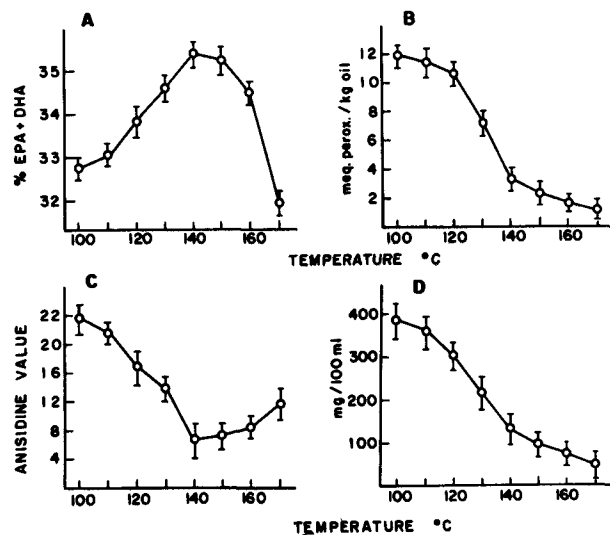 A
% EPA + DHA
35
34
33
32
100 120 140 160
B
meq. perox. / kg oil
12
10
8
6
4
2
100 120 140 160
TEMPERATURE °C
C
ANISIDINE VALUE
22
20
16
12
8
4
100 120 140 160
D
mg/100 ml
400
300
200
100
100 120 140 160
TEMPERATURE °C